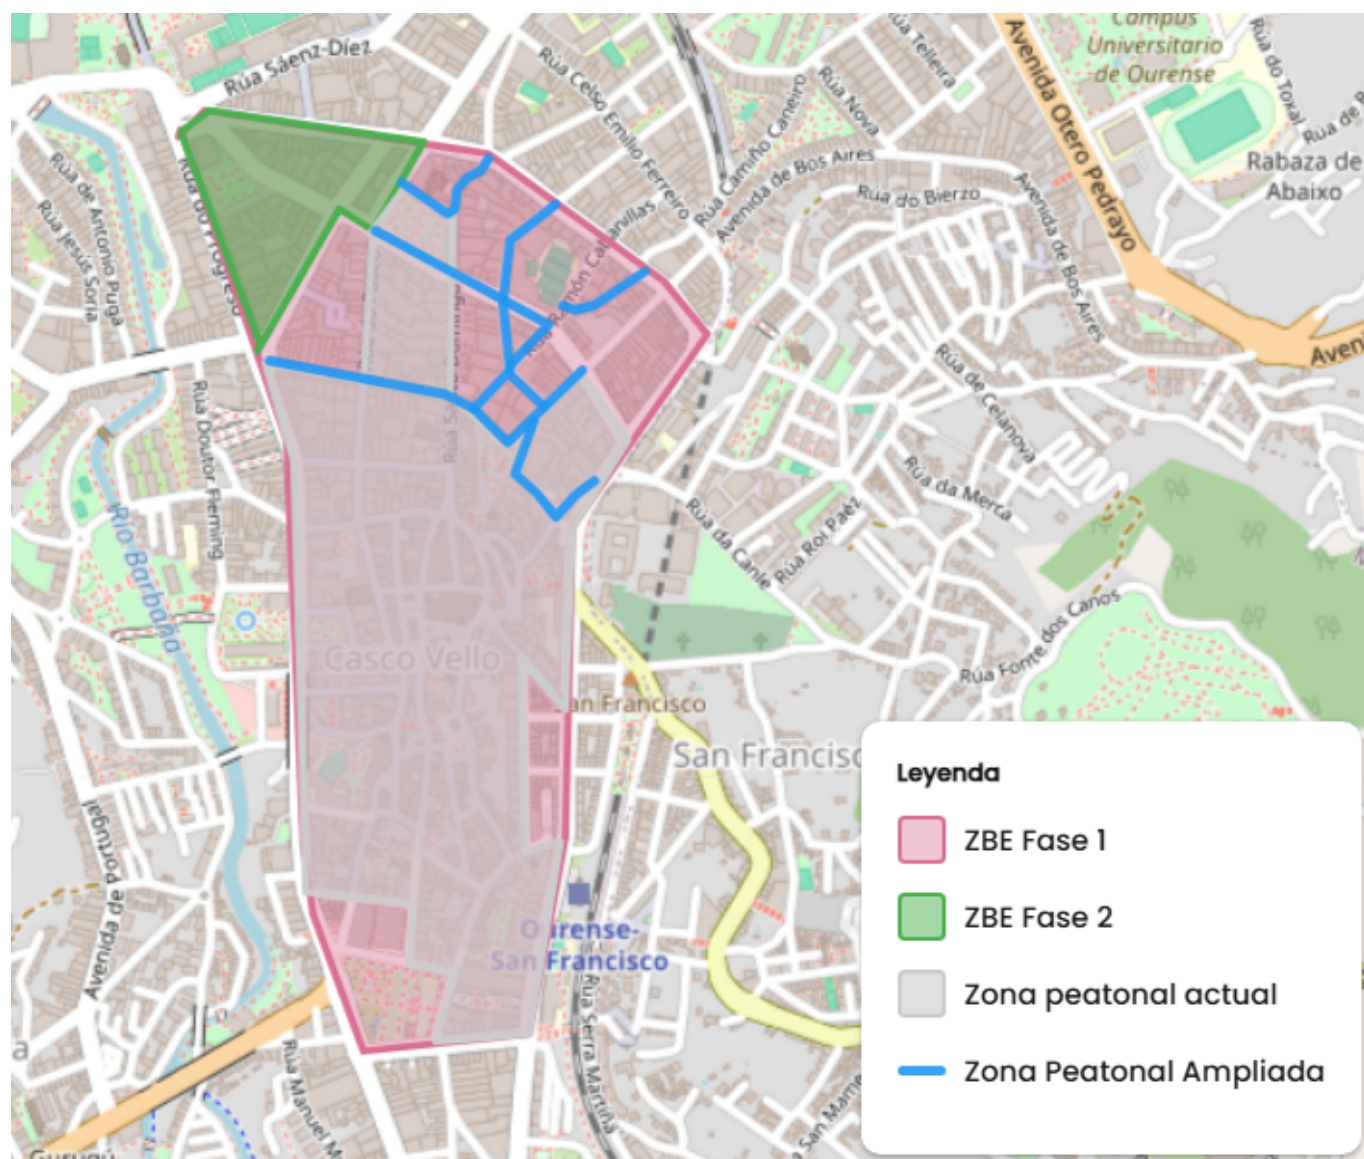 Campus
Universitario
de Ourense
Rúa Sáenz-Díez
Rúa Telleira
Avenida Otero Pedrayo
Rúa do Toxal
Rúa Celso Emilio Ferreiro
Rúa Nova
Rúa Camiño Caneiro
Avenida de Bos Aires
Rúa do Bierzo
Rabaza de
Abaixo
Rúa de Antonio Puga
Rúa Jesús Soria
Rúa do Progreso
Avenida de Bos Aires
Rúa de Celanova
Rúa Doutor Fleming
Rúa da Merca
Rúa Roi Paéz
Rúa da Canle
Río Barbaña
Rúa Fonte dos Canos
Casco Vello
San Francisco
Avenida de Portugal
Ourense-
San Francisco
Rúa Serra Martiñá
Leyenda
ZBE Fase 1
ZBE Fase 2
Zona peatonal actual
Zona Peatonal Ampliada